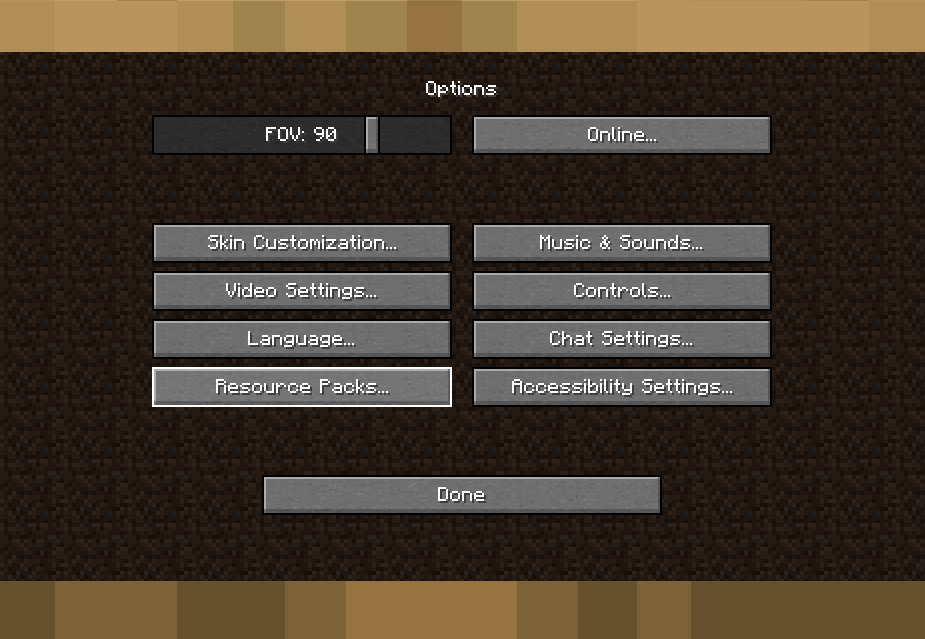 Options
FOV: 90
Online...
Skin Customization...
Music & Sounds...
Video Settings...
Controls...
Language...
Chat Settings...
Resource Packs...
Accessibility Settings...
Done